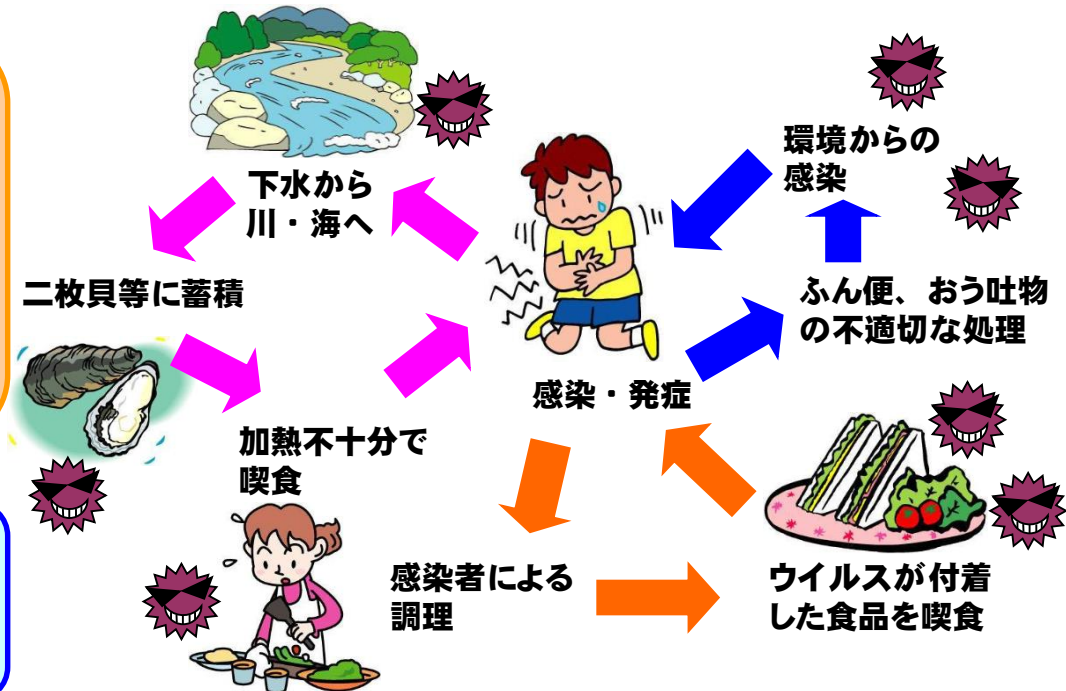 下水から
川・海へ
環境からの
感染
二枚貝等に蓄積
ふん便、おう吐物
の不適切な処理
感染・発症
加熱不十分で
喫食
感染者による
調理
ウイルスが付着
した食品を喫食